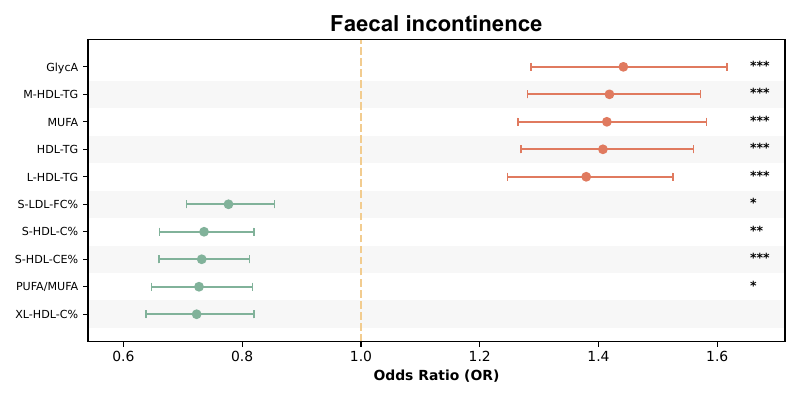 Faecal incontinence
GlycA ***
M-HDL-TG ***
MUFA ***
HDL-TG ***
L-HDL-TG ***
S-LDL-FC% *
S-HDL-C% **
S-HDL-CE% ***
PUFA/MUFA *
XL-HDL-C%
0.6 0.8 1.0 1.2 1.4 1.6
Odds Ratio (OR)